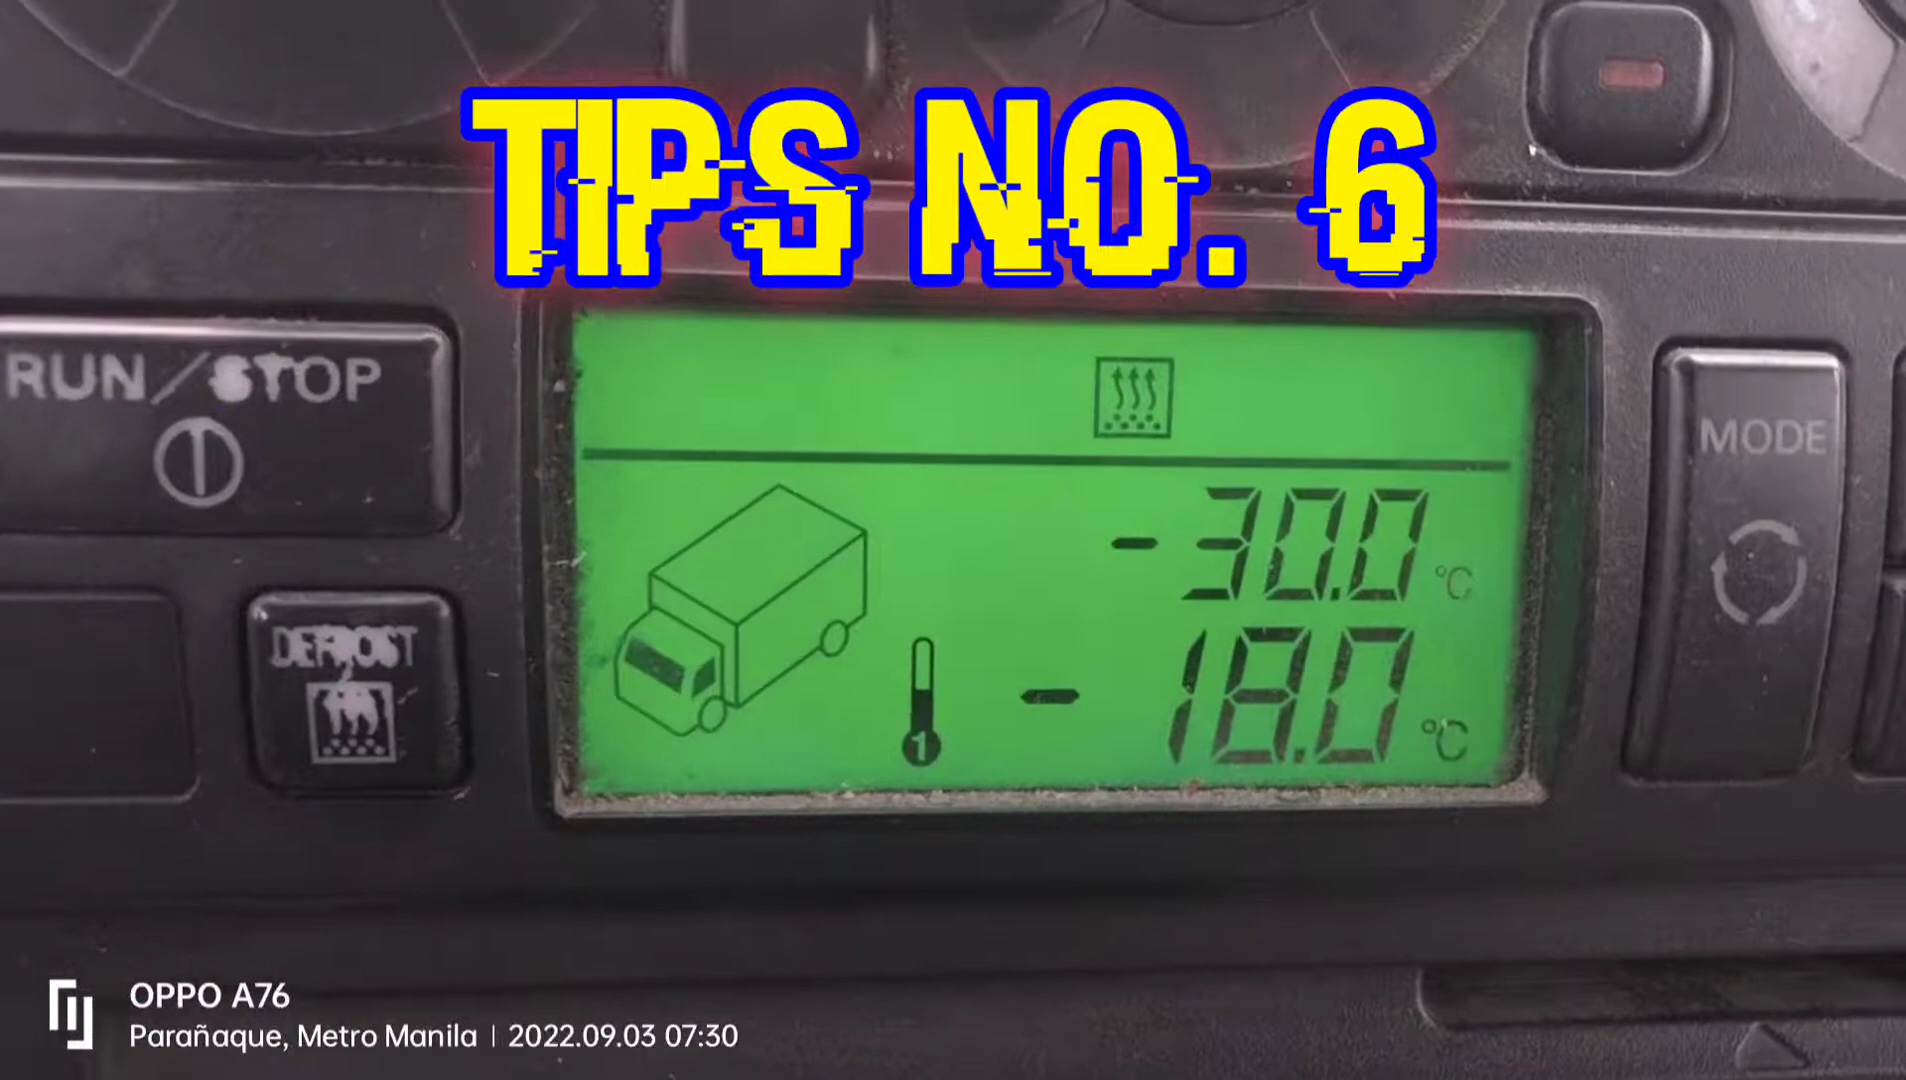 TIPS NO. 6
RUN/STOP
MODE
-30.0 °C
DEFROST
1
-18.0 °C
OPPO A76
Parañaque, Metro Manila | 2022.09.03 07:30